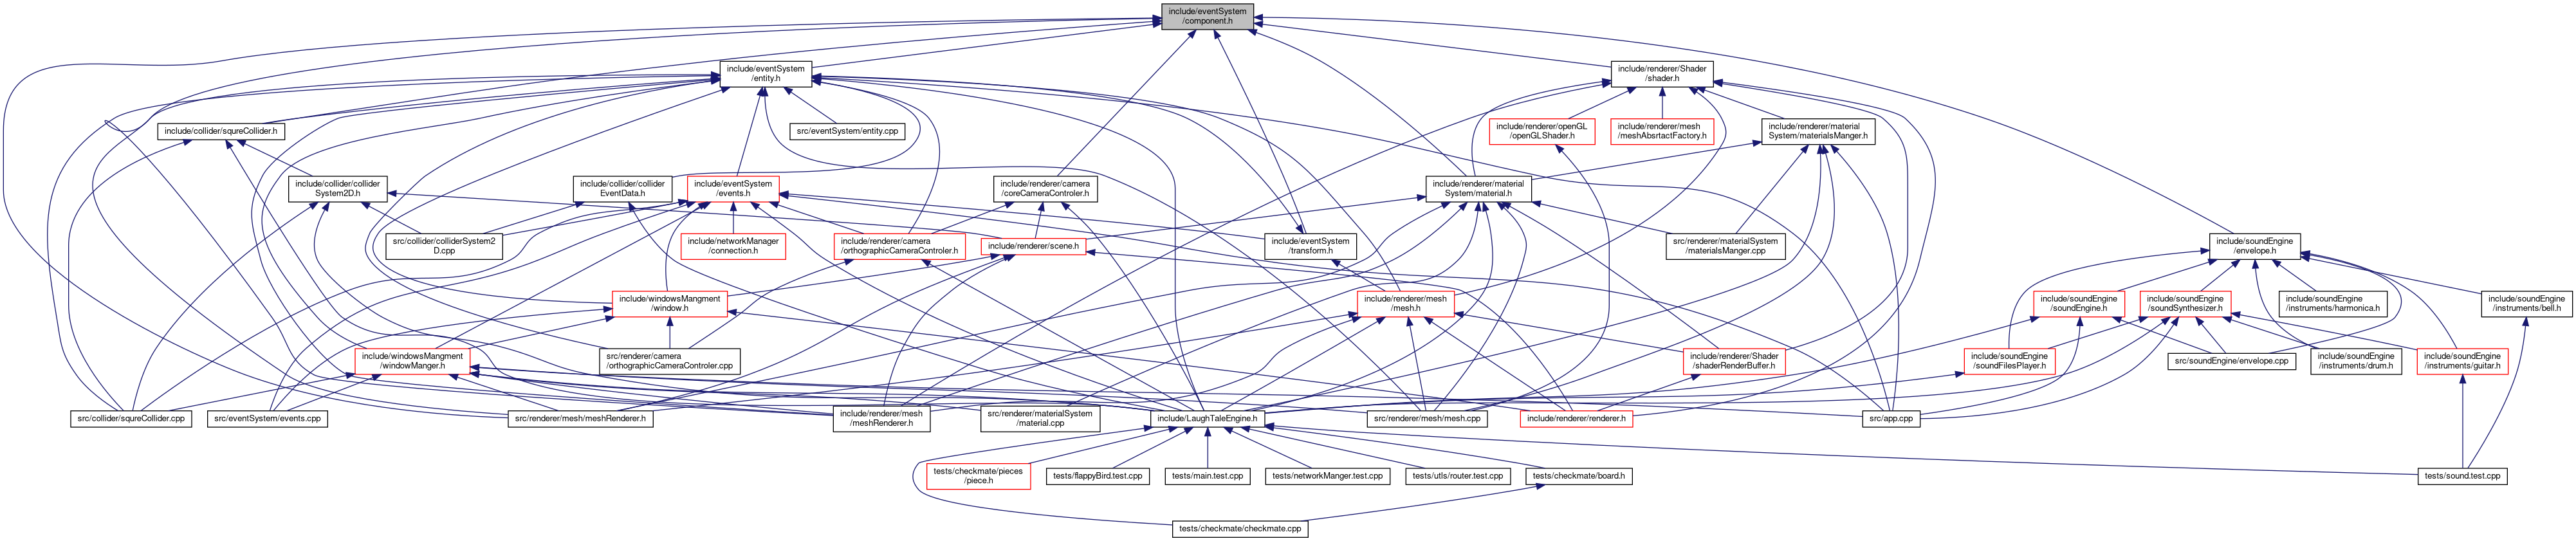 include/eventSystem
/component.h
include/eventSystem
/entity.h
include/renderer/Shader
/shader.h
include/collider/squreCollider.h
src/eventSystem/entity.cpp
include/renderer/openGL
/openGLShader.h
include/renderer/mesh
/meshAbsrtactFactory.h
include/renderer/material
System/materialsManger.h
include/collider/collider
System2D.h
include/collider/collider
EventData.h
include/eventSystem
/events.h
include/renderer/camera
/coreCameraControler.h
include/renderer/material
System/material.h
src/collider/colliderSystem2
D.cpp
include/networkManager
/connection.h
include/renderer/camera
/orthographicCameraControler.h
include/renderer/scene.h
include/eventSystem
/transform.h
src/renderer/materialSystem
/materialsManger.cpp
include/soundEngine
/envelope.h
include/windowsMangment
/window.h
include/renderer/mesh
/mesh.h
include/soundEngine
/soundEngine.h
include/soundEngine
/soundSynthesizer.h
include/soundEngine
/instruments/harmonica.h
include/soundEngine
/instruments/bell.h
include/windowsMangment
/windowManger.h
src/renderer/camera
/orthographicCameraControler.cpp
include/renderer/Shader
/shaderRenderBuffer.h
include/soundEngine
/soundFilesPlayer.h
src/soundEngine/envelope.cpp
include/soundEngine
/instruments/drum.h
include/soundEngine
/instruments/guitar.h
src/collider/squreCollider.cpp
src/eventSystem/events.cpp
src/renderer/mesh/meshRenderer.h
include/renderer/mesh
/meshRenderer.h
src/renderer/materialSystem
/material.cpp
include/LaughTaleEngine.h
src/renderer/mesh/mesh.cpp
include/renderer/renderer.h
src/app.cpp
tests/checkmate/pieces
/piece.h
tests/flappyBird.test.cpp
tests/main.test.cpp
tests/networkManger.test.cpp
tests/utls/router.test.cpp
tests/checkmate/board.h
tests/sound.test.cpp
tests/checkmate/checkmate.cpp